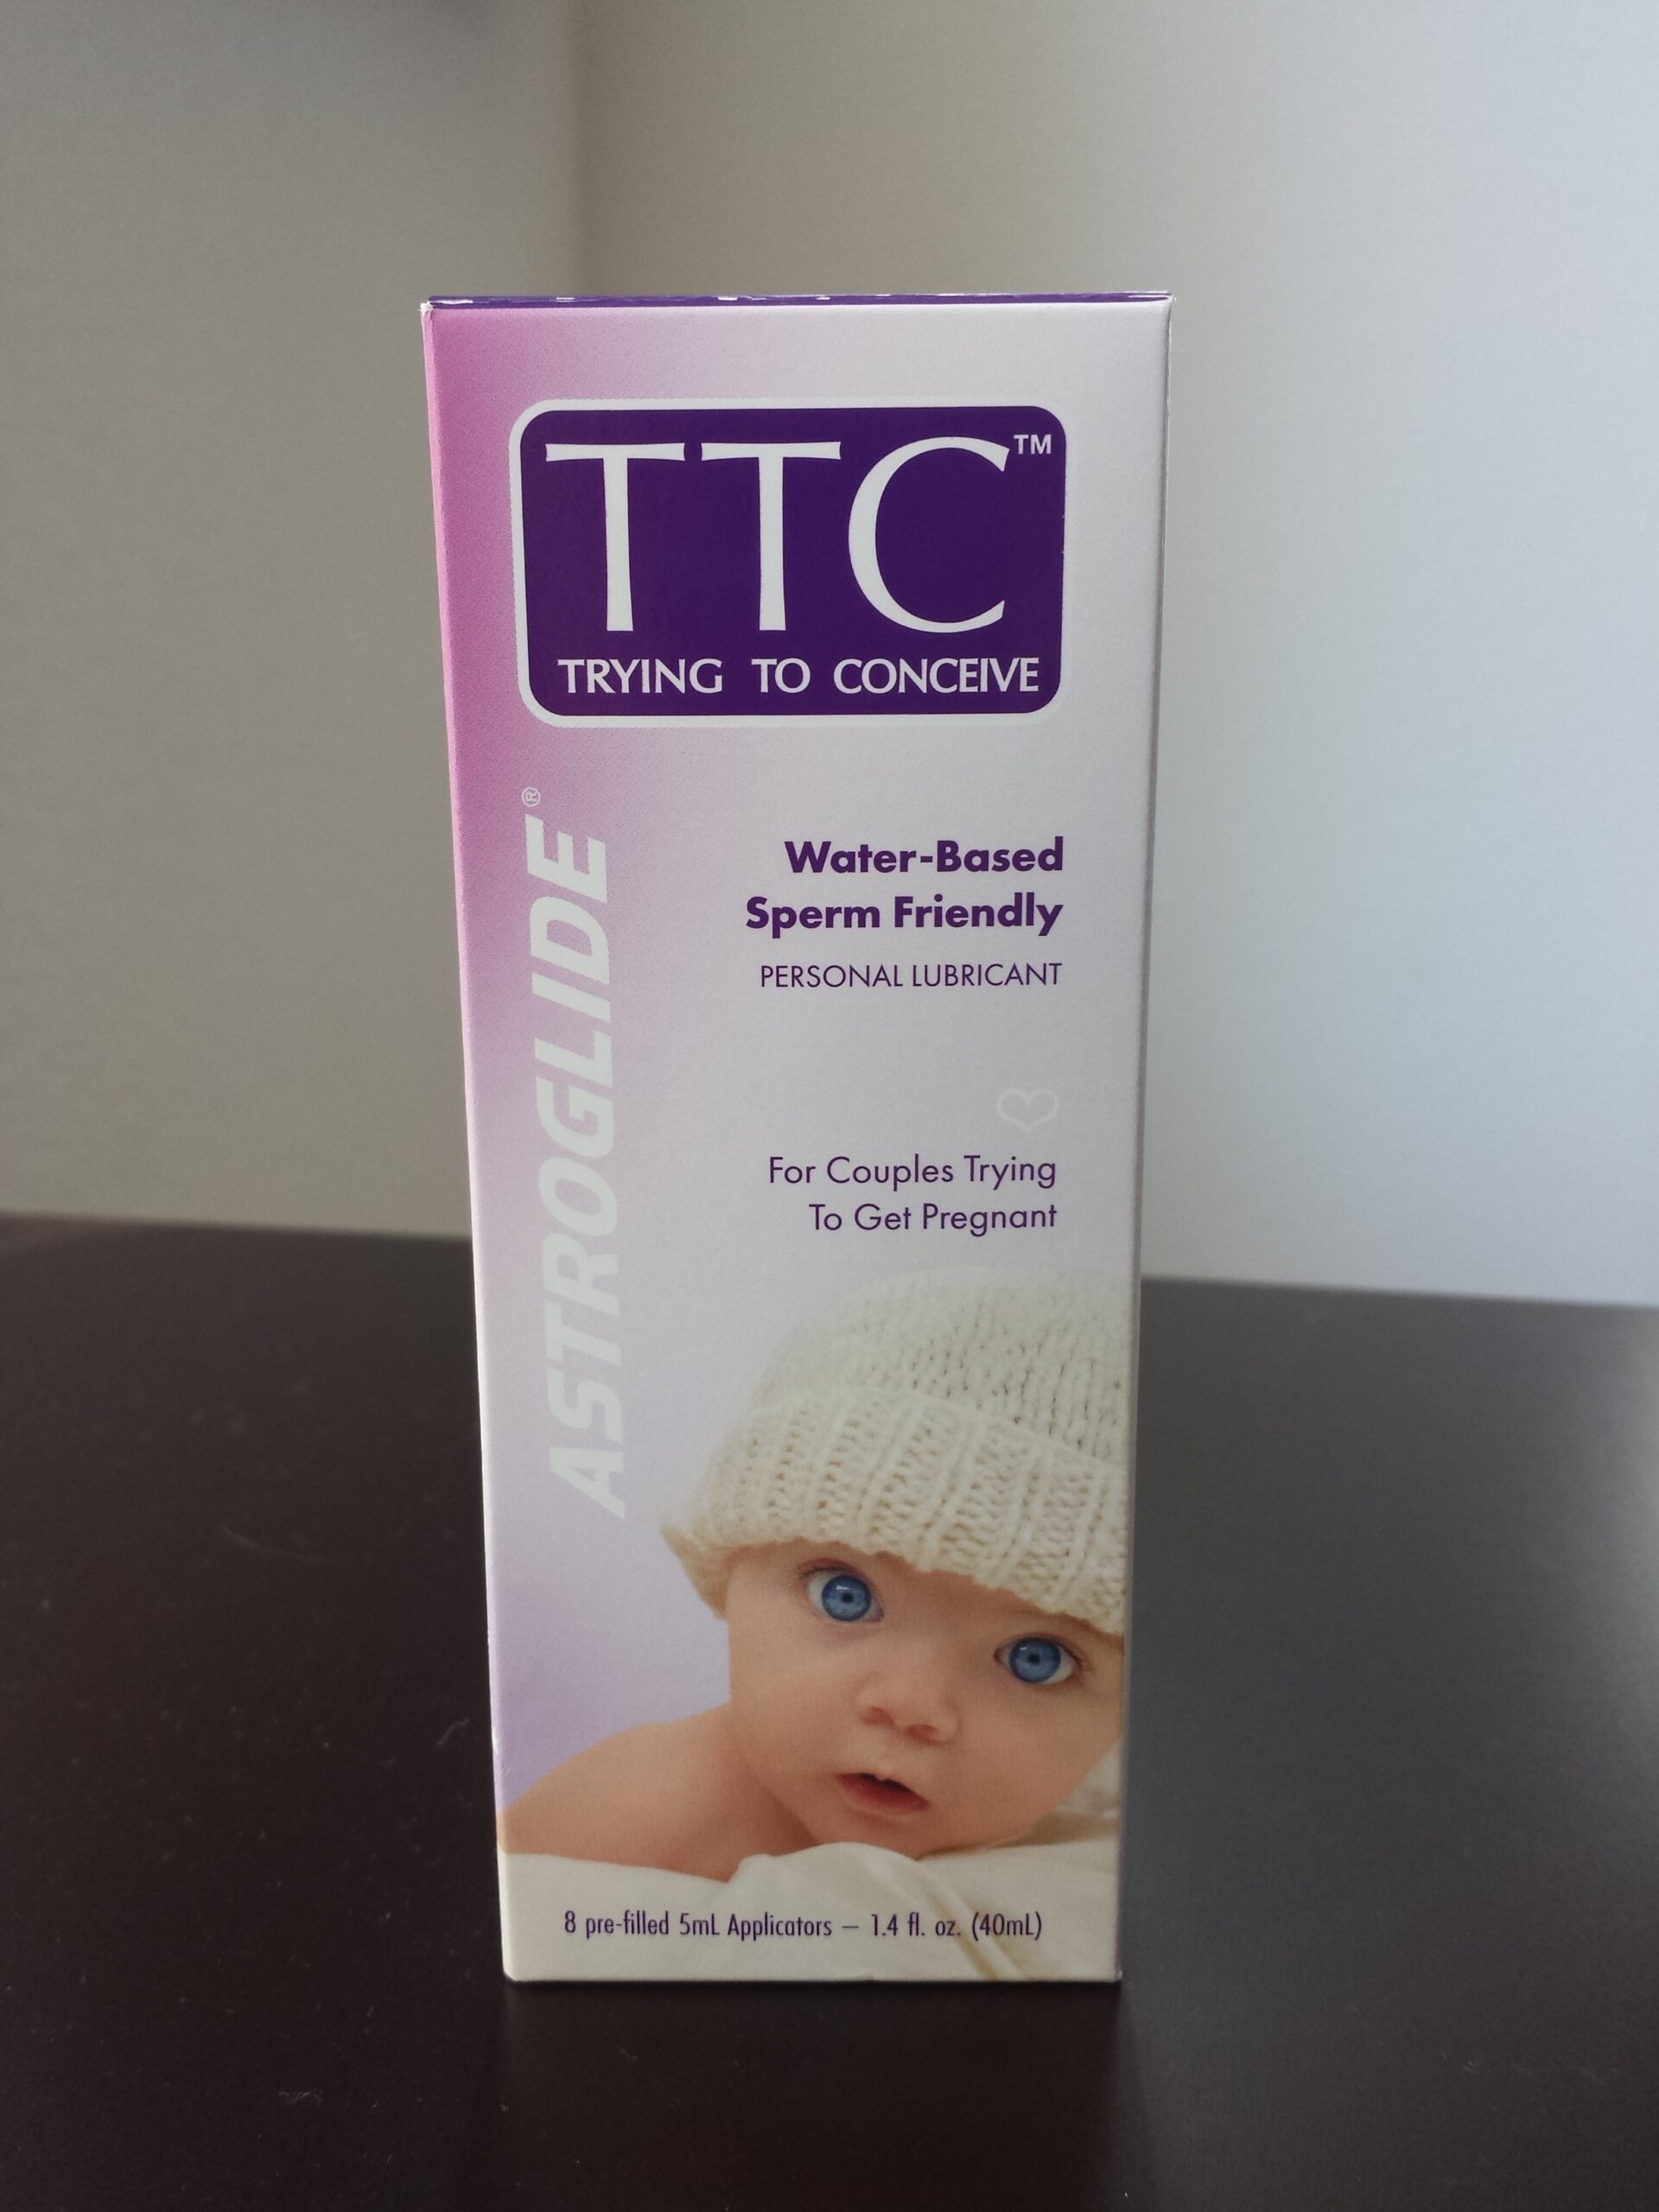 TTC™
TRYING TO CONCEIVE
ASTROGLIDE®
Water-Based
Sperm Friendly
PERSONAL LUBRICANT
For Couples Trying
To Get Pregnant
8 pre-filled 5mL Applicators – 1.4 fl. oz. (40mL)